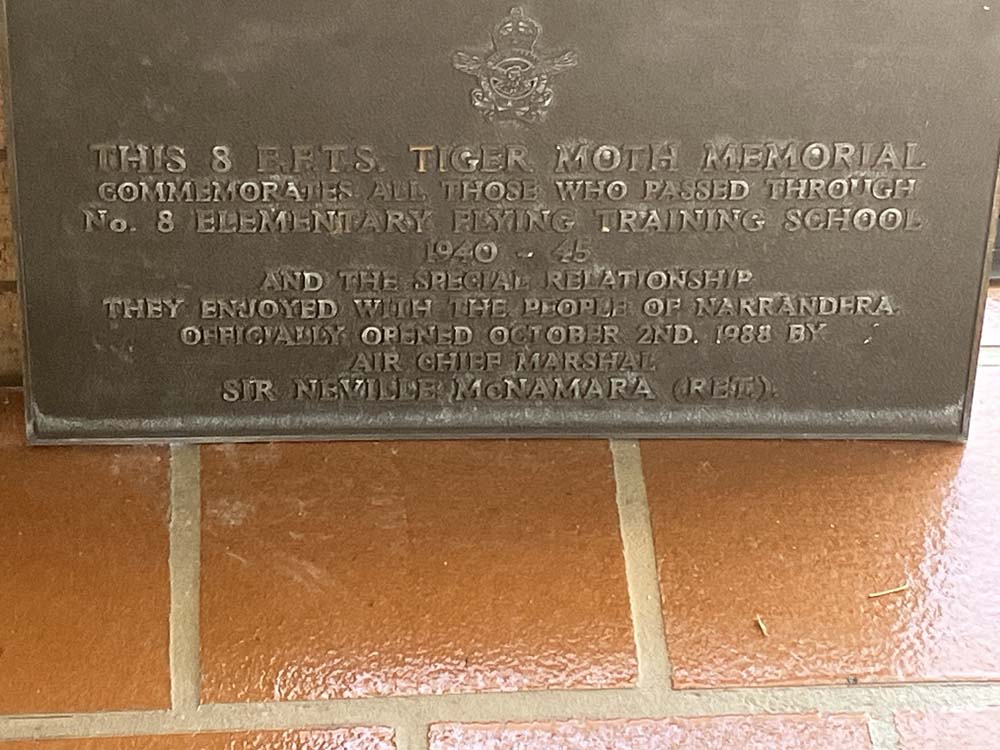 THIS 8 E.F.T.S. TIGER MOTH MEMORIAL
COMMEMORATES ALL THOSE WHO PASSED THROUGH
No. 8 ELEMENTARY FLYING TRAINING SCHOOL
1940 - 45
AND THE SPECIAL RELATIONSHIP
THEY ENJOYED WITH THE PEOPLE OF NARRANDERA.
OFFICIALLY OPENED OCTOBER 2ND. 1988 BY
AIR CHIEF MARSHAL
SIR NEVILLE McNAMARA (RET.).